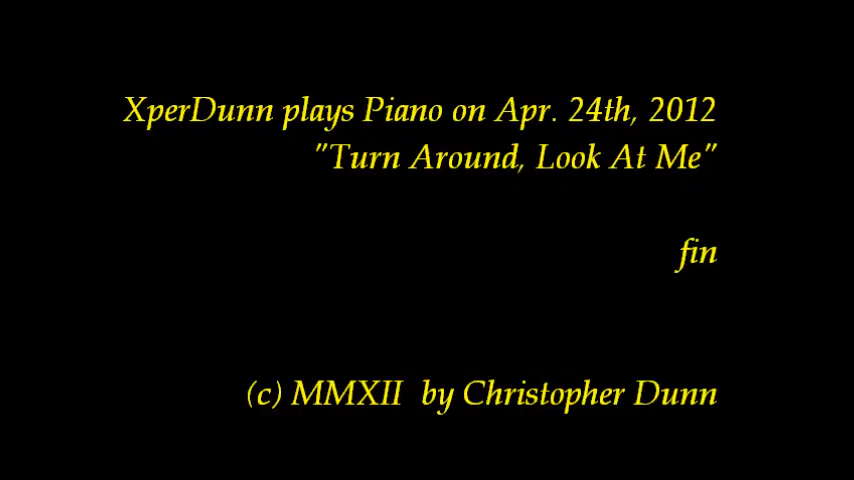 XperDunn plays Piano on Apr. 24th, 2012
"Turn Around, Look At Me"
fin
(c) MMXII  by Christopher Dunn